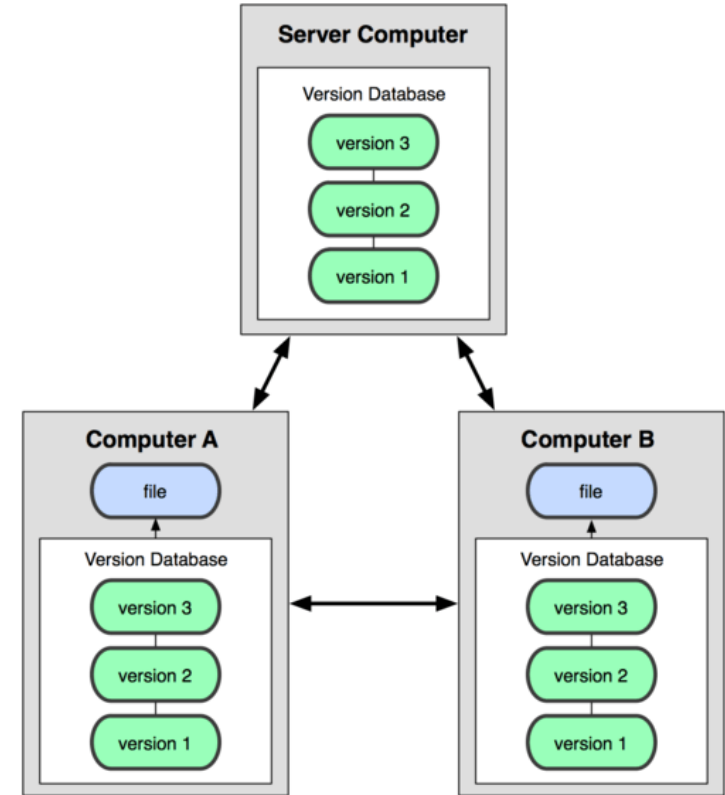 Server Computer
Version Database
version 3
version 2
version 1
Computer A
file
Version Database
version 3
version 2
version 1
Computer B
file
Version Database
version 3
version 2
version 1